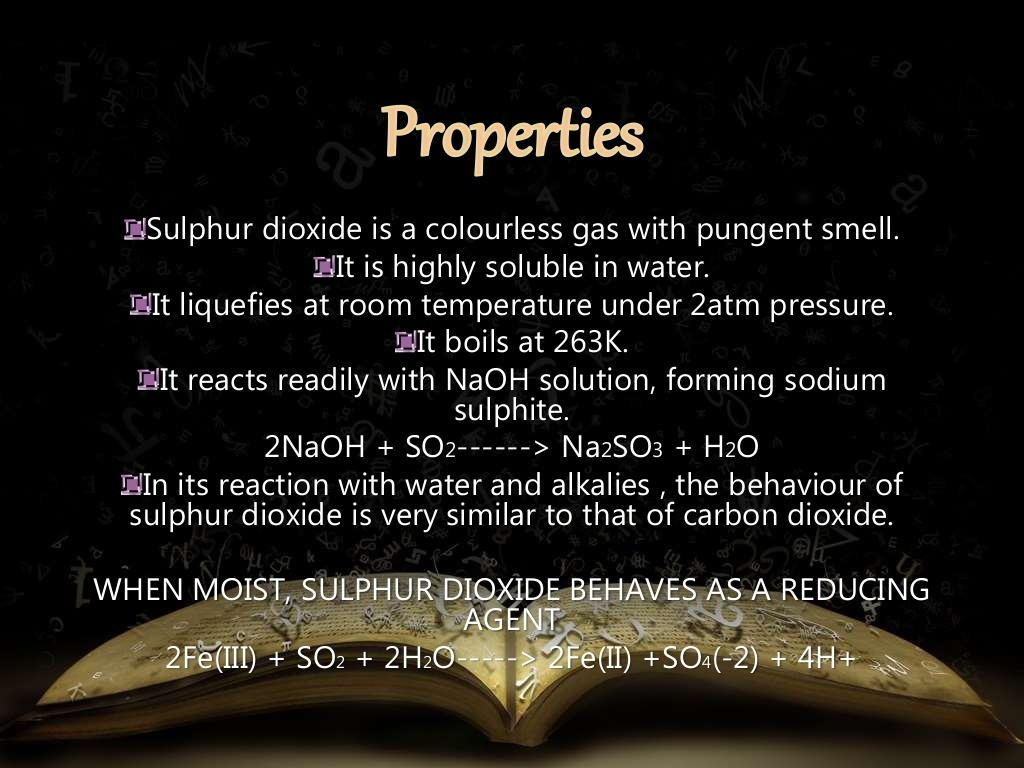 Properties
Sulphur dioxide is a colourless gas with pungent smell.
It is highly soluble in water.
It liquefies at room temperature under 2atm pressure.
It boils at 263K.
It reacts readily with NaOH solution, forming sodium
sulphite.
2NaOH + SO2------> Na2SO3 + H2O
In its reaction with water and alkalies , the behaviour of
sulphur dioxide is very similar to that of carbon dioxide.
WHEN MOIST, SULPHUR DIOXIDE BEHAVES AS A REDUCING
AGENT
2Fe(III) + SO2 + 2H2O-----> 2Fe(II) +SO4(-2) + 4H+